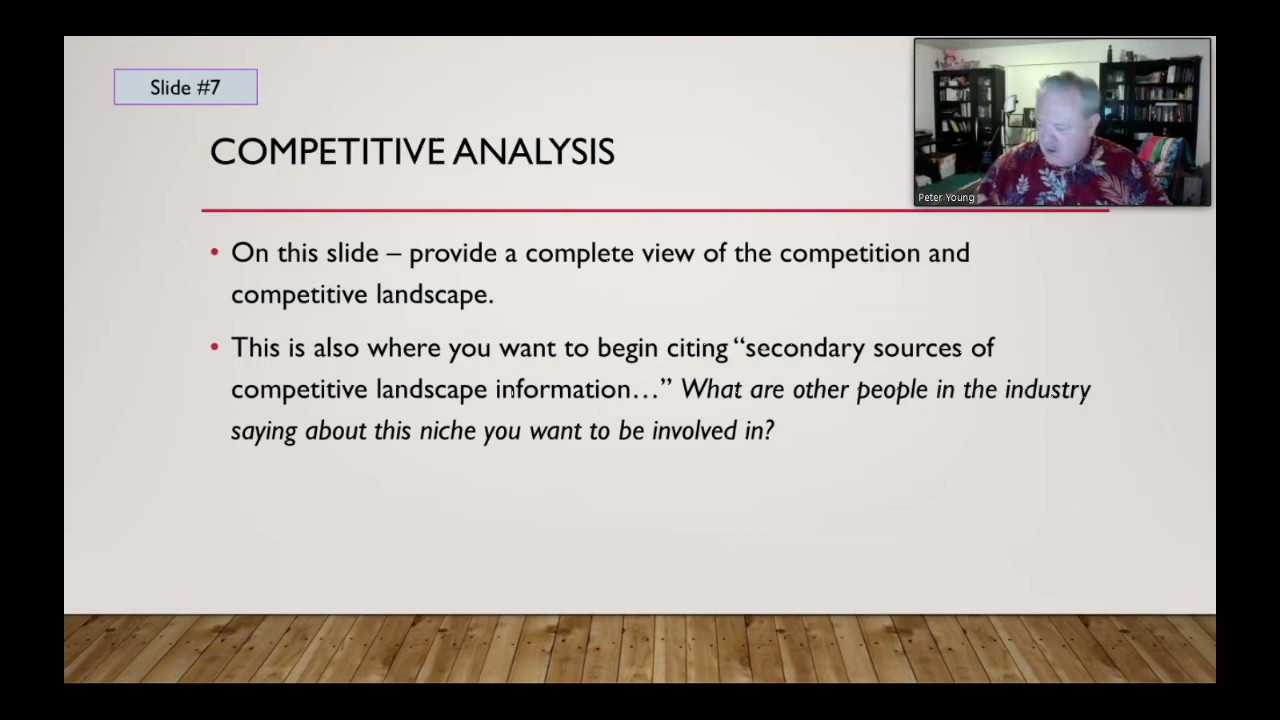 Slide #7
COMPETITIVE ANALYSIS
Peter Young
• On this slide – provide a complete view of the competition and
competitive landscape.
• This is also where you want to begin citing “secondary sources of
competitive landscape information…” What are other people in the industry
saying about this niche you want to be involved in?